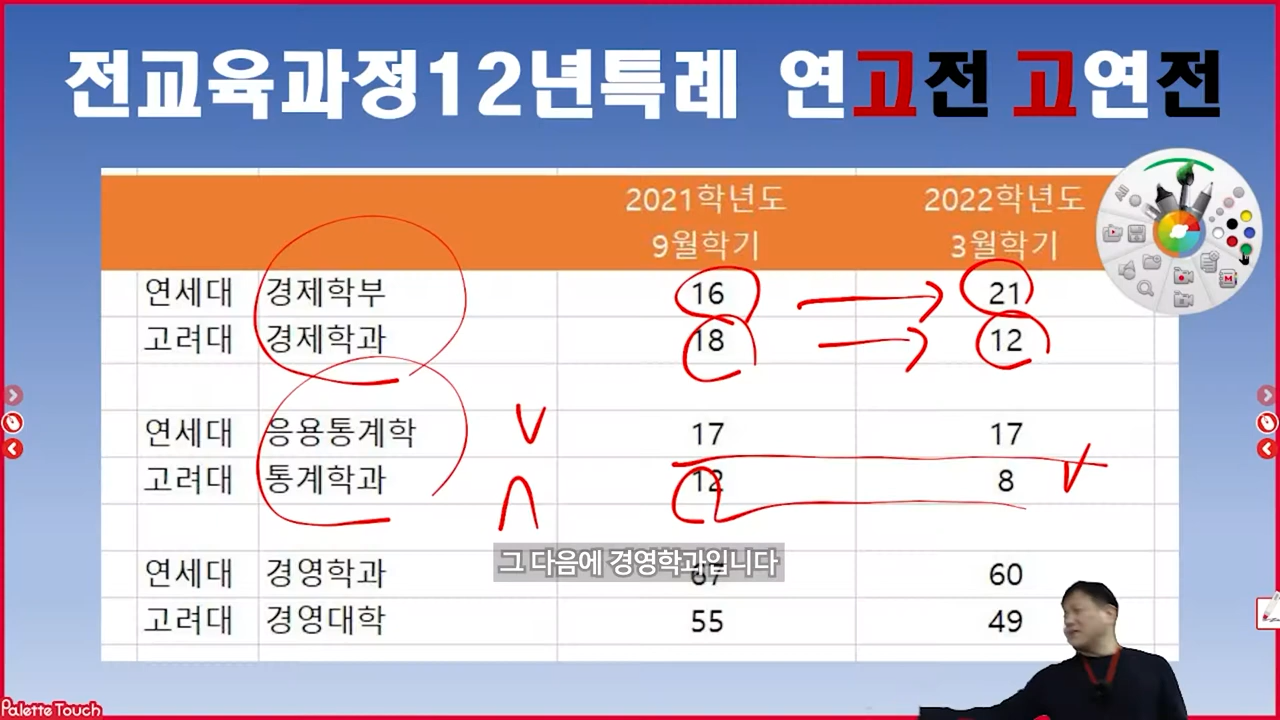 전교육과정12년특례 연고전 고연전
2021학년도 2022학년도
9월학기 3월학기
연세대 경제학부 16 21
고려대 경제학과 18 12
연세대 응용통계학 17 17
고려대 통계학과 12 8
그 다음에 경영학과입니다
연세대 경영학과 67 60
고려대 경영대학 55 49
Palette Touch